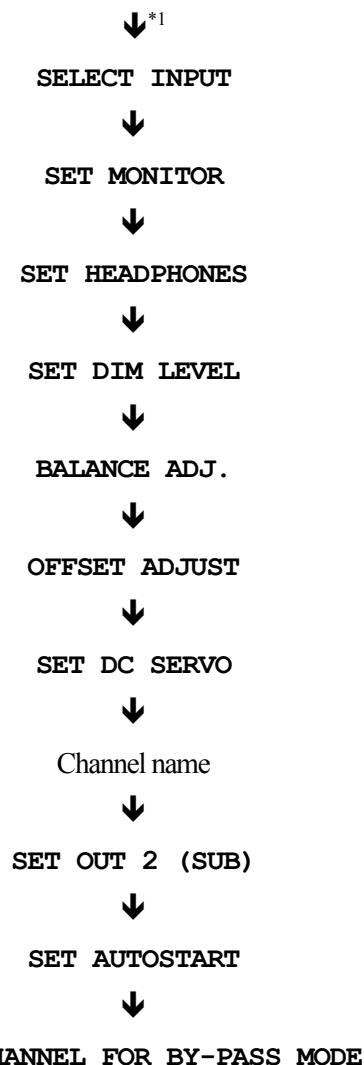 *1
SELECT INPUT
SET MONITOR
SET HEADPHONES
SET DIM LEVEL
BALANCE ADJ.
OFFSET ADJUST
SET DC SERVO
Channel name
SET OUT 2 (SUB)
SET AUTOSTART
FOR BY-PASS MODE